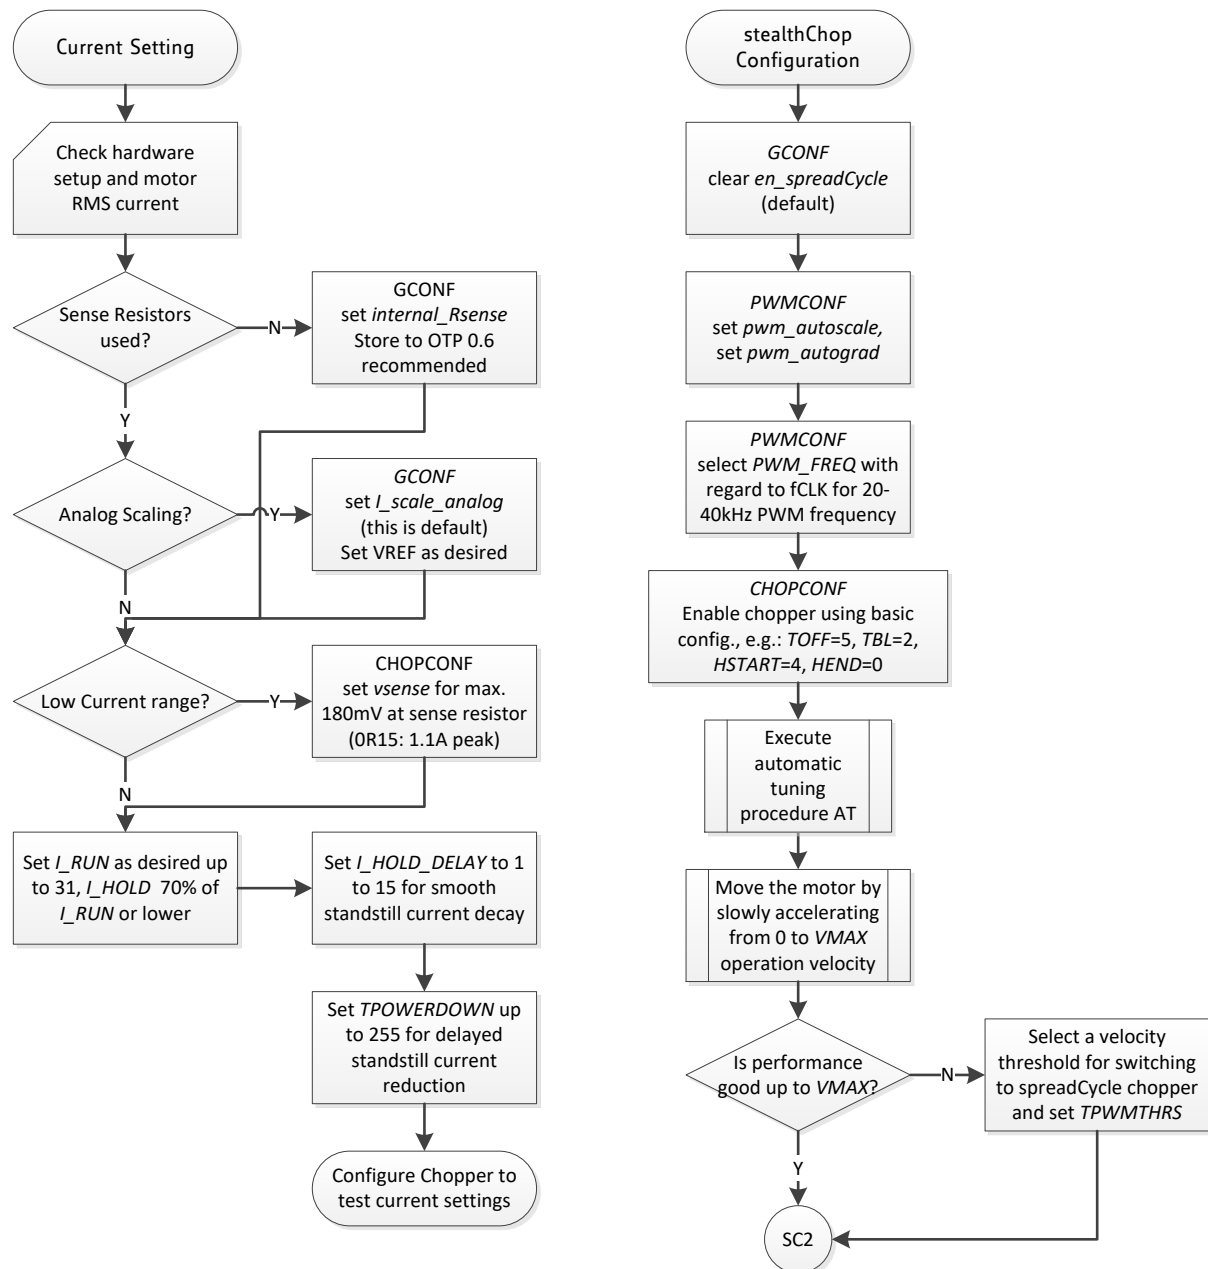 Current Setting
Check hardware
setup and motor
RMS current
Sense Resistors
used?
N
GCONF
set internal_Rsense
Store to OTP 0.6
recommended
Y
Analog Scaling?
Y
GCONF
set I_scale_analog
(this is default)
Set VREF as desired
N
Low Current range?
Y
CHOPCONF
set vsense for max.
180mV at sense resistor
(0R15: 1.1A peak)
N
Set I_RUN as desired up
to 31, I_HOLD 70% of
I_RUN or lower
Set I_HOLD_DELAY to 1
to 15 for smooth
standstill current decay
Set TPOWERDOWN up
to 255 for delayed
standstill current
reduction
Configure Chopper to
test current settings
stealthChop
Configuration
GCONF
clear en_spreadCycle
(default)
PWMCONF
set pwm_autoscale,
set pwm_autograd
PWMCONF
select PWM_FREQ with
regard to fCLK for 20-
40kHz PWM frequency
CHOPCONF
Enable chopper using basic
config., e.g.: TOFF=5, TBL=2,
HSTART=4, HEND=0
Execute
automatic
tuning
procedure AT
Move the motor by
slowly accelerating
from 0 to VMAX
operation velocity
Is performance
good up to VMAX?
N
Select a velocity
threshold for switching
to spreadCycle chopper
and set TPWMTHRS
Y
SC2